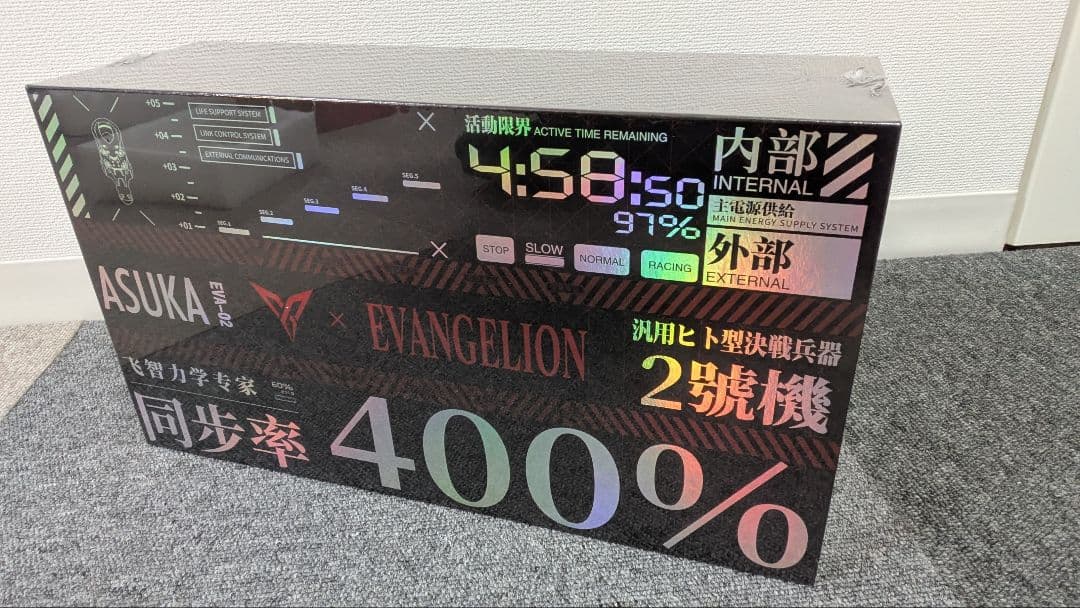 +05
LIFE SUPPORT SYSTEM
+04
LINK CONTROL SYSTEM
+03
EXTERNAL COMMUNICATIONS
+02
+01
SEG.1
SEG.2
SEG.3
SEG.4
SEG.5
活動限界 ACTIVE TIME REMAINING
4:58:50
97%
STOP
SLOW
NORMAL
RACING
内部
INTERNAL
主電源供給
MAIN ENERGY SUPPLY SYSTEM
外部
EXTERNAL
ASUKA
EVA-02
×
EVANGELION
汎用ヒト型決戦兵器
2號機
飞智力学专家
60%
同步率 400%